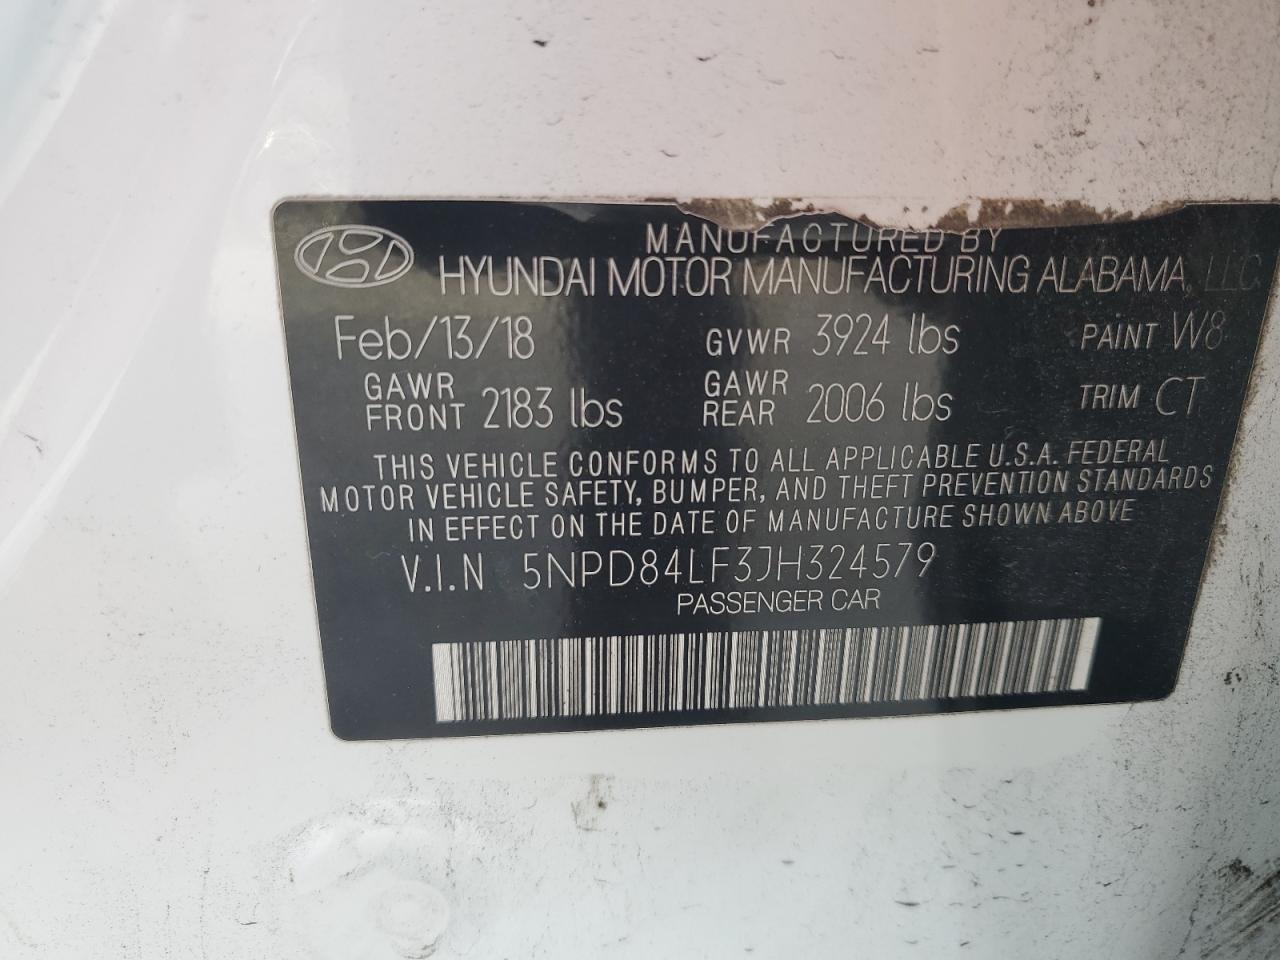 MANUFACTURED BY
HYUNDAI MOTOR MANUFACTURING ALABAMA, LLC
Feb/13/18 GVWR 3924 lbs PAINT W8
GAWR FRONT 2183 lbs GAWR REAR 2006 lbs TRIM CT
THIS VEHICLE CONFORMS TO ALL APPLICABLE U.S.A. FEDERAL
MOTOR VEHICLE SAFETY, BUMPER, AND THEFT PREVENTION STANDARDS
IN EFFECT ON THE DATE OF MANUFACTURE SHOWN ABOVE
V.I.N 5NPD84LF3JH324579
PASSENGER CAR